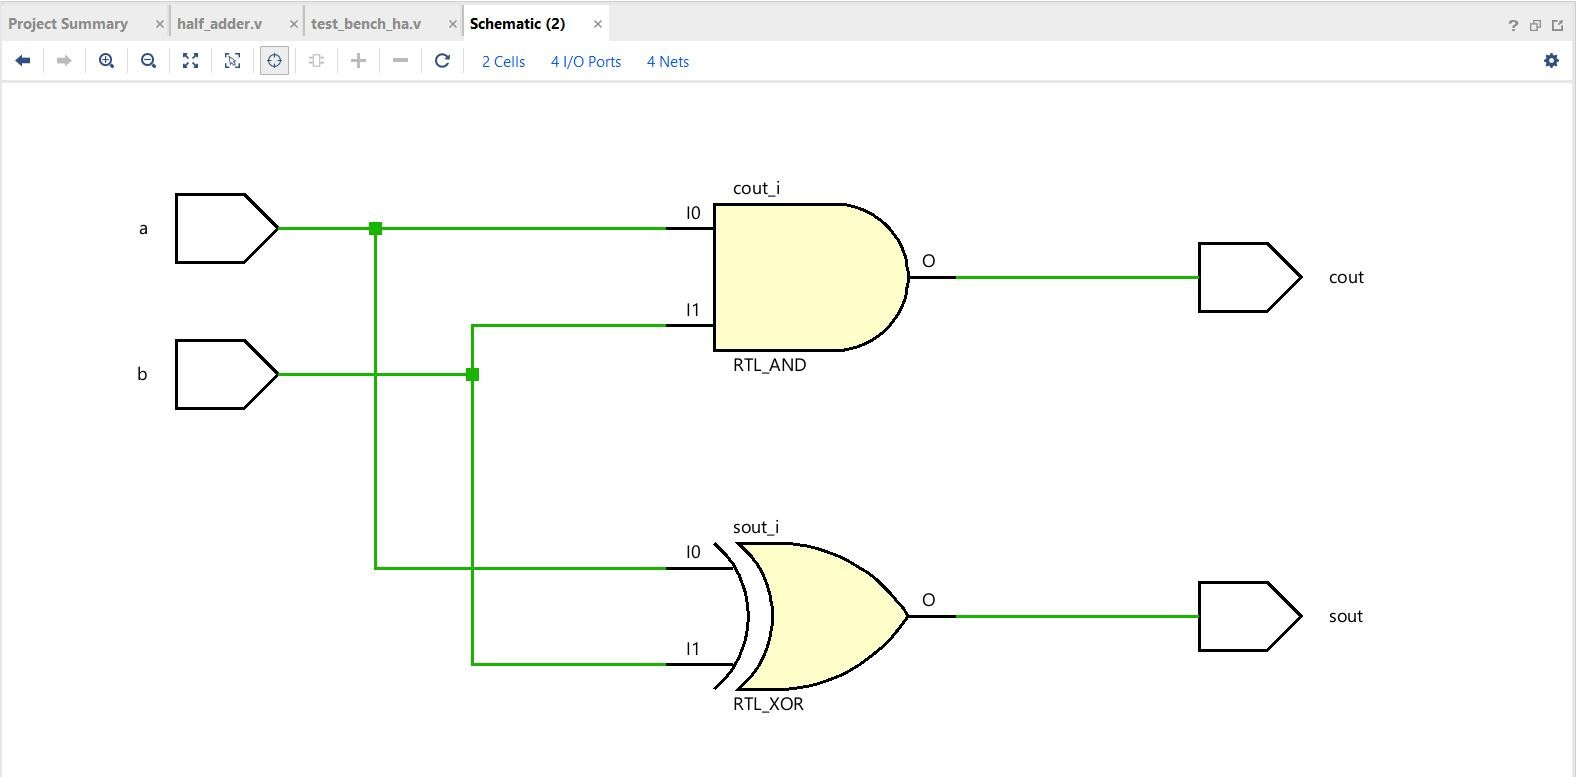 Project Summary × half_adder.v × test_bench_ha.v × Schematic (2) × ?
2 Cells 4 I/O Ports 4 Nets
cout_i
I0
a
O
cout
I1
RTL_AND
b
sout_i
I0
O
sout
I1
RTL_XOR